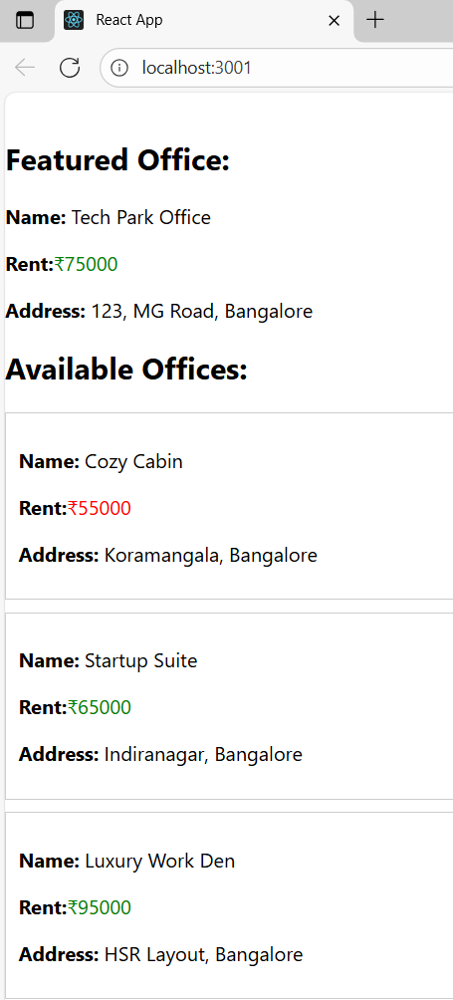 React App
localhost:3001
Featured Office:
Name: Tech Park Office
Rent:₹75000
Address: 123, MG Road, Bangalore
Available Offices:
Name: Cozy Cabin
Rent:₹55000
Address: Koramangala, Bangalore
Name: Startup Suite
Rent:₹65000
Address: Indiranagar, Bangalore
Name: Luxury Work Den
Rent:₹95000
Address: HSR Layout, Bangalore